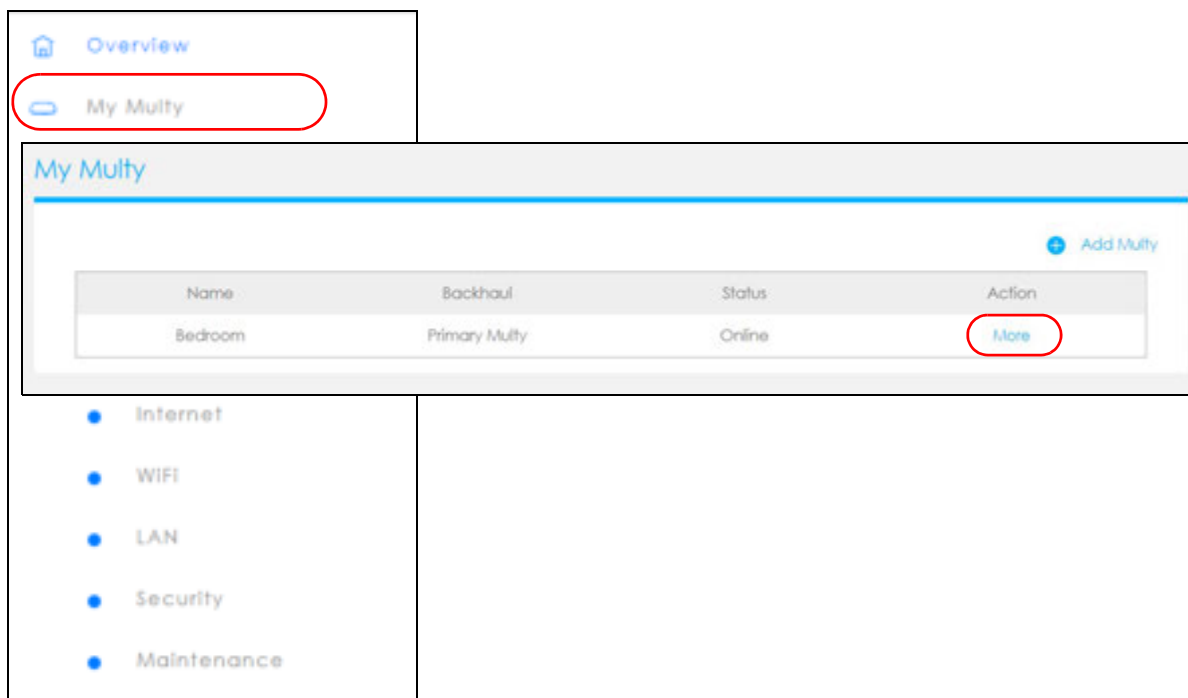 Overview
My Multy
My Multy
Add Multy
Name Backhaul Status Action
Bedroom Primary Multy Online More
Internet
WiFi
LAN
Security
Maintenance